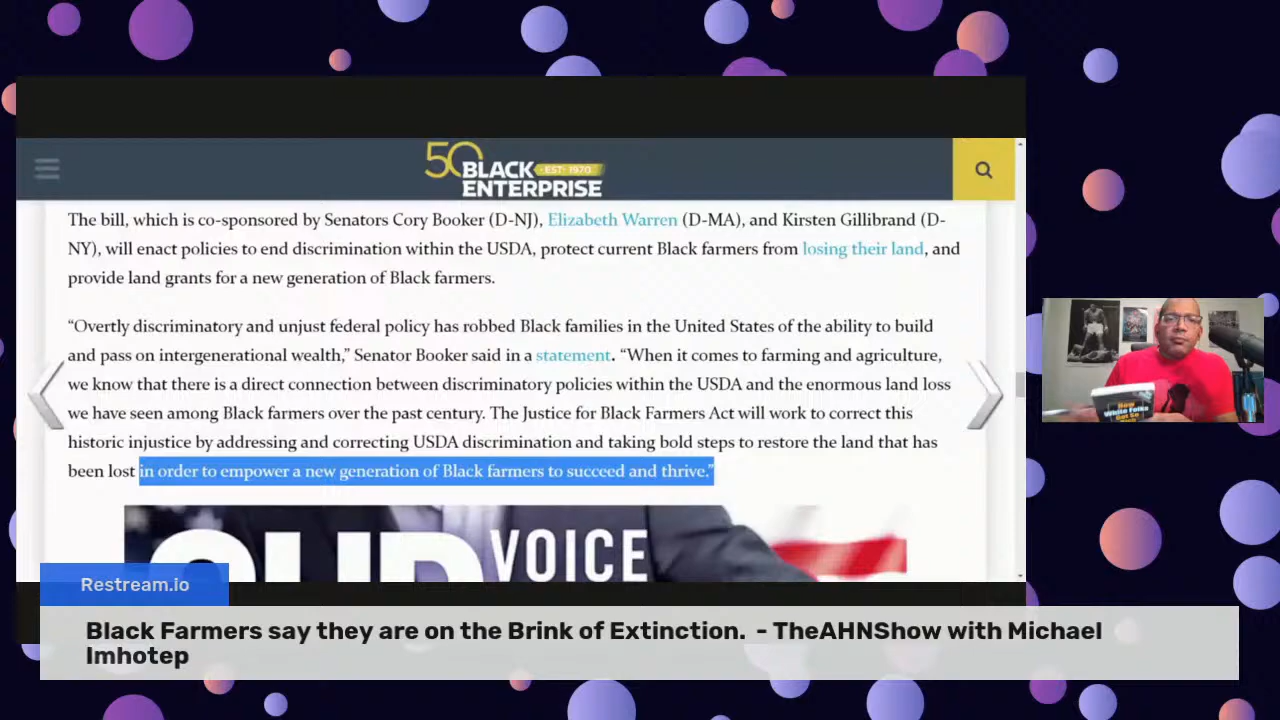 50 BLACK EST: 1970
ENTERPRISE
The bill, which is co-sponsored by Senators Cory Booker (D-NJ), Elizabeth Warren (D-MA), and Kirsten Gillibrand (D-
NY), will enact policies to end discrimination within the USDA, protect current Black farmers from losing their land, and
provide land grants for a new generation of Black farmers.
“Overtly discriminatory and unjust federal policy has robbed Black families in the United States of the ability to build
and pass on intergenerational wealth,” Senator Booker said in a statement. “When it comes to farming and agriculture,
we know that there is a direct connection between discriminatory policies within the USDA and the enormous land loss
we have seen among Black farmers over the past century. The Justice for Black Farmers Act will work to correct this
historic injustice by addressing and correcting USDA discrimination and taking bold steps to restore the land that has
been lost in order to empower a new generation of Black farmers to succeed and thrive.”
OUR VOICE
How
White Folks
Got So
Restream.io
Black Farmers say they are on the Brink of Extinction. - TheAHNShow with Michael
Imhotep